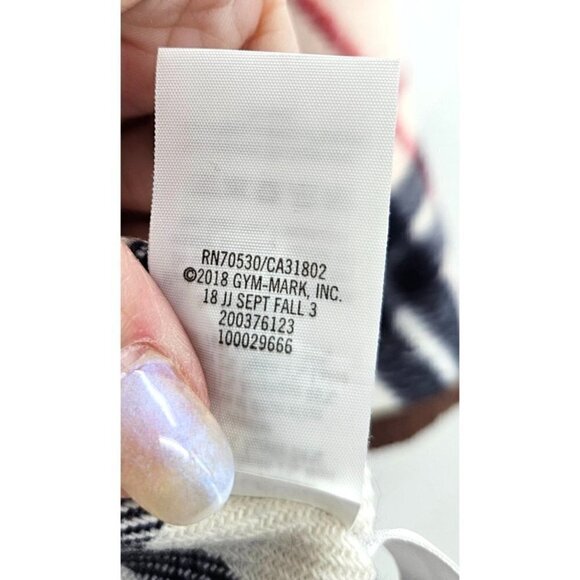 RN70530/CA31802
©2018 GYM-MARK, INC.
18 JJ SEPT FALL 3
200376123
100029666